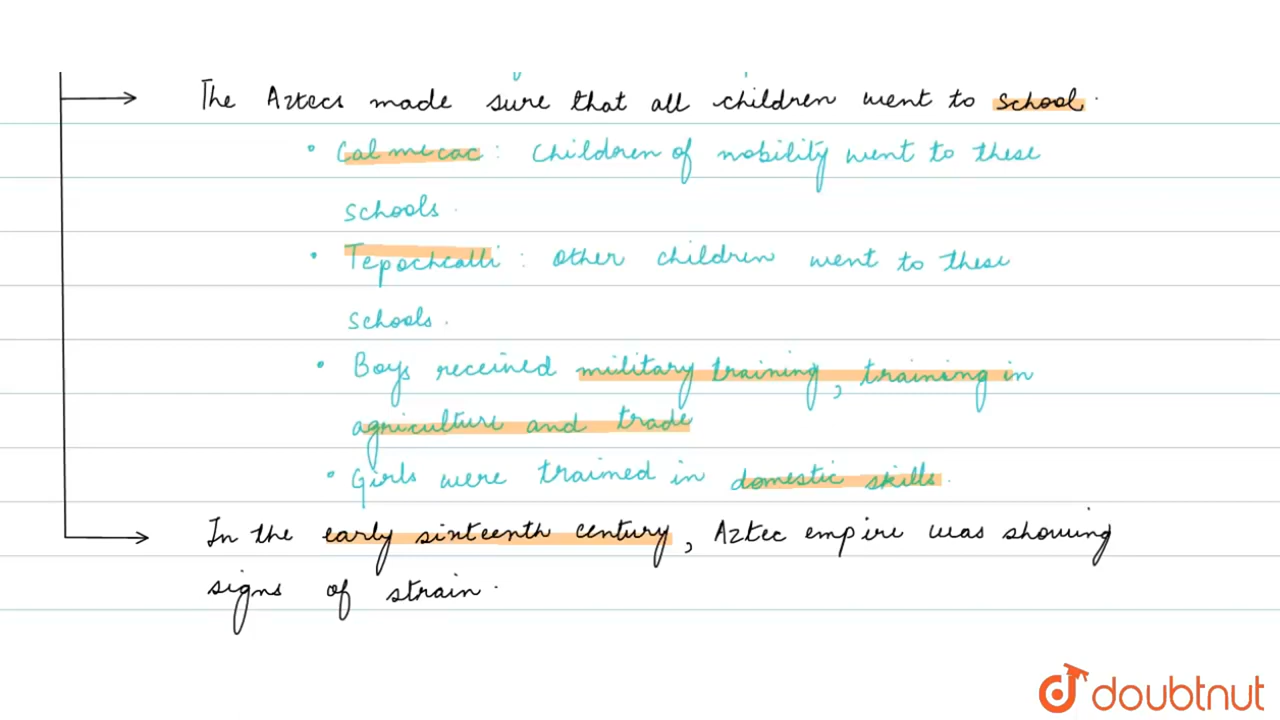 The Aztecs made sure that all children went to school.
• Calmecac: Children of nobility went to these
schools.
• Tepochcalli: other children went to these
schools.
• Boys received military training, training in
agriculture and trade
• Girls were trained in domestic skills.
In the early sixteenth century, Aztec empire was showing
signs of strain.
doubtnut